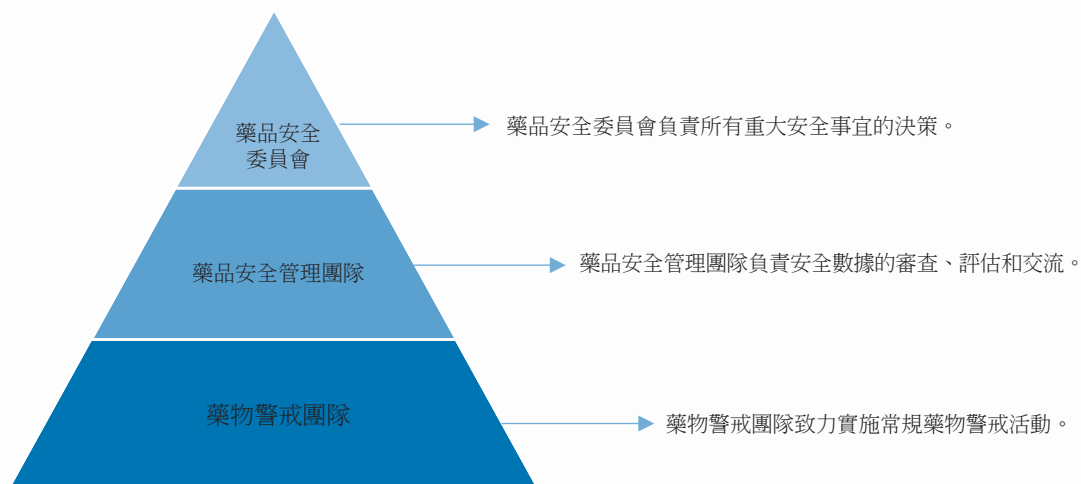 藥品安全
委員會
藥品安全委員會負責所有重大安全事宜的決策。
藥品安全管理團隊
藥品安全管理團隊負責安全數據的審查、評估和交流。
藥物警戒團隊
藥物警戒團隊致力實施常規藥物警戒活動。